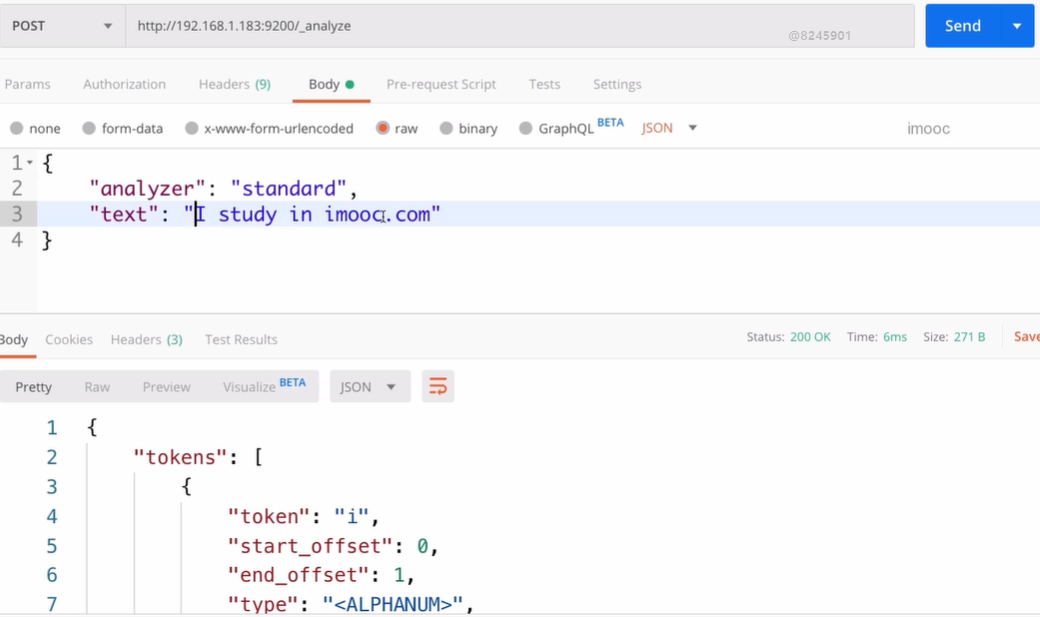 POST http://192.168.1.183:9200/_analyze Send
@8245901
Params Authorization Headers (9) Body Pre-request Script Tests Settings
none form-data x-www-form-urlencoded raw binary GraphQL BETA JSON imooc
1 {
2 "analyzer": "standard",
3 "text": "I study in imooc.com"
4 }
Body Cookies Headers (3) Test Results Status: 200 OK Time: 6ms Size: 271 B Save
Pretty Raw Preview Visualize BETA JSON
1 {
2 "tokens": [
3 {
4 "token": "i",
5 "start_offset": 0,
6 "end_offset": 1,
7 "type": "<ALPHANUM>",